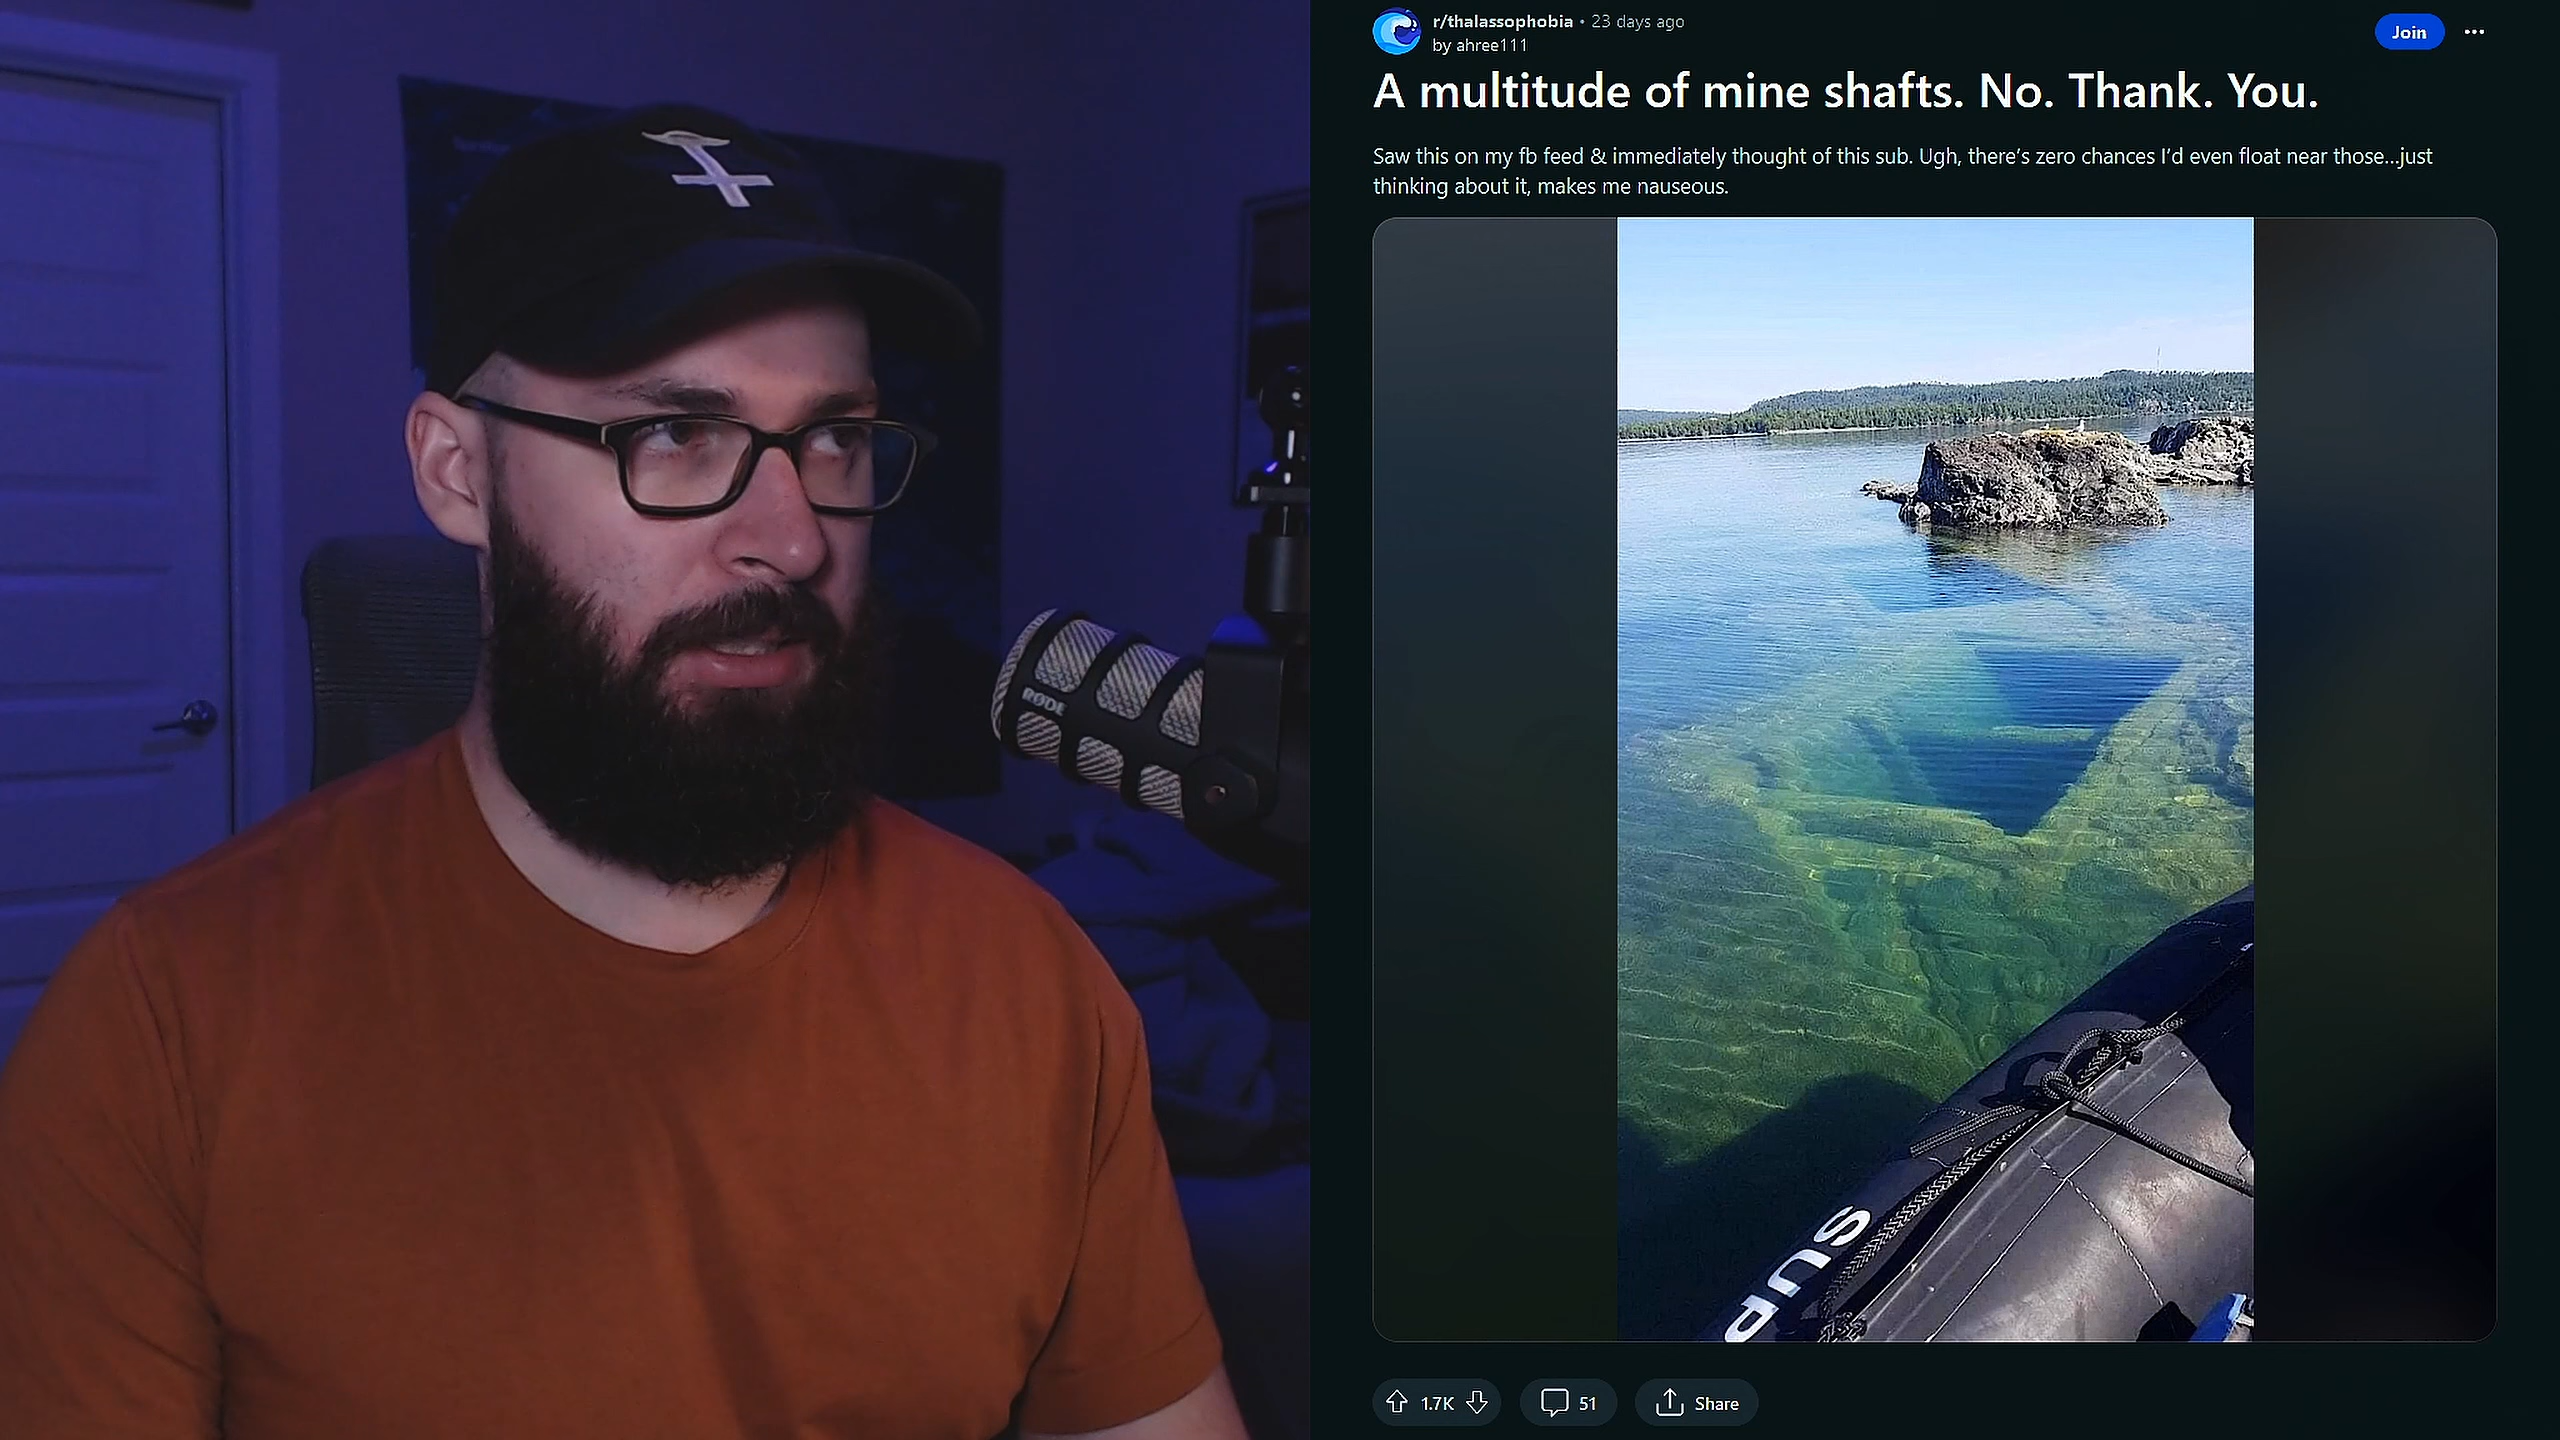 r/thalassophobia • 23 days ago
by ahree111
Join
A multitude of mine shafts. No. Thank. You.
Saw this on my fb feed & immediately thought of this sub. Ugh, there's zero chances I'd even float near those...just
thinking about it, makes me nauseous.
RØDE
SUP
1.7K
51
Share